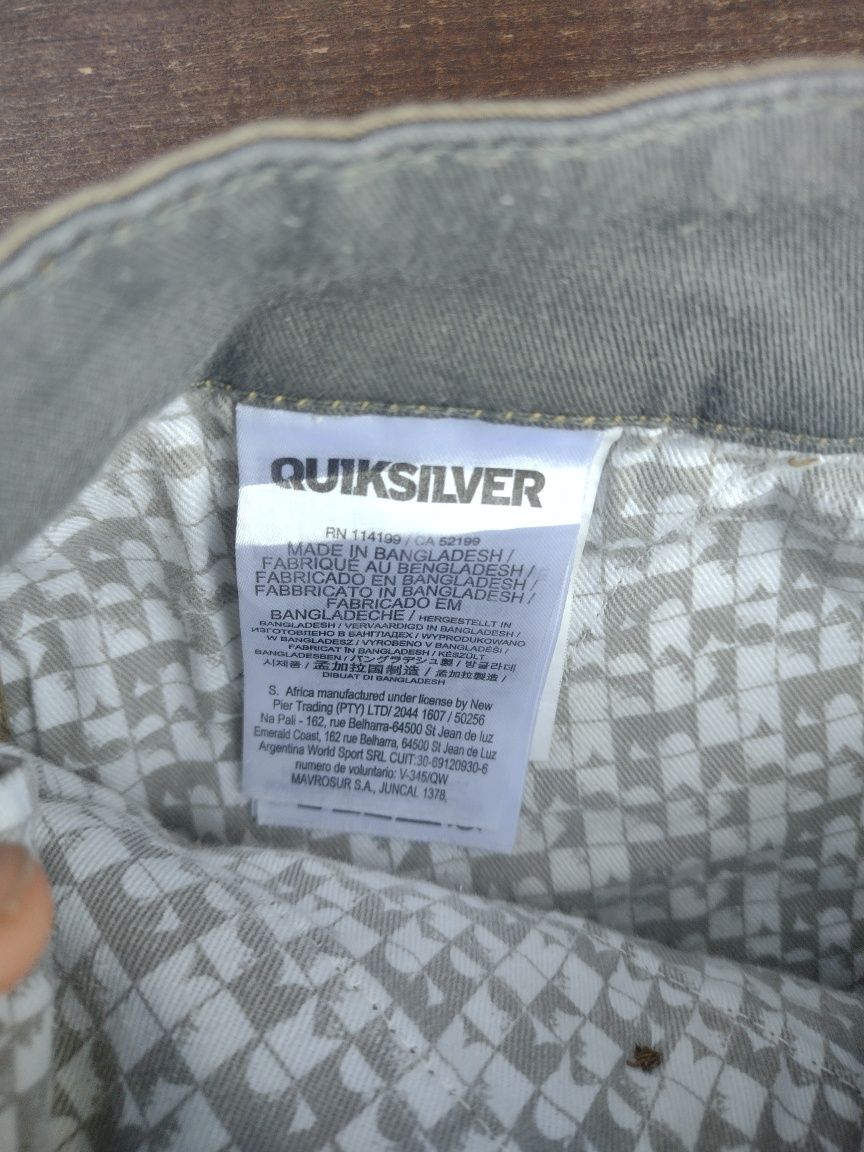 QUIKSILVER
RN 114199 / CA 52199
MADE IN BANGLADESH /
FABRIQUÉ AU BENGLADESH /
FABRICADO EN BANGLADESH /
FABBRICATO IN BANGLADESH /
FABRICADO EM
BANGLADECHE / HERGESTELLT IN
BANGLADESH / VERVAARDIGD IN BANGLADESH /
ИЗГОТОВЛЕНО В БАНГЛАДЕХ / WYPRODUKOWANO
W BANGLADESZ / VYROBENO V BANGLADÉŠI /
FABRICAT ÎN BANGLADESH / KÉSZÜLT
BANGLADESBEN / バングラデシュ製 / 방글라데
시제품 / 孟加拉国制造 / 孟加拉製造 /
DIBUAT DI BANGLADESH
S. Africa manufactured under license by New
Pier Trading (PTY) LTD/ 2044 1607 / 50256
Na Pali - 162, rue Belharra-64500 St Jean de luz
Emerald Coast, 162 rue Belharra, 64500 St Jean de Luz
Argentina World Sport SRL CUIT:30-69120930-6
numero de voluntario: V-345/QW
MAVROSUR S.A., JUNCAL 1378,